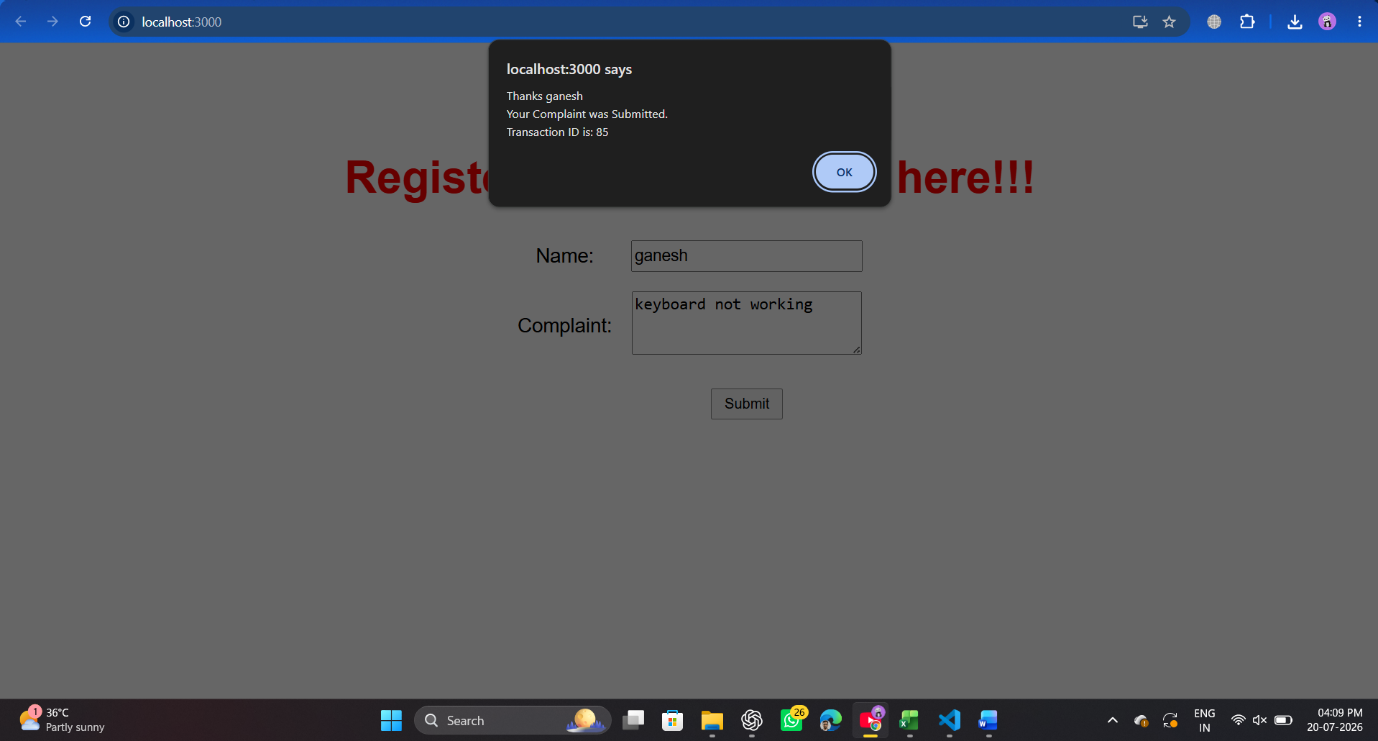 localhost:3000
localhost:3000 says
Thanks ganesh
Your Complaint was Submitted.
Transaction ID is: 85
OK
Registe here!!!
Name: ganesh
Complaint: keyboard not working
Submit
1
36°C
Partly sunny
Search
26
ENG
IN
04:09 PM
20-07-2026